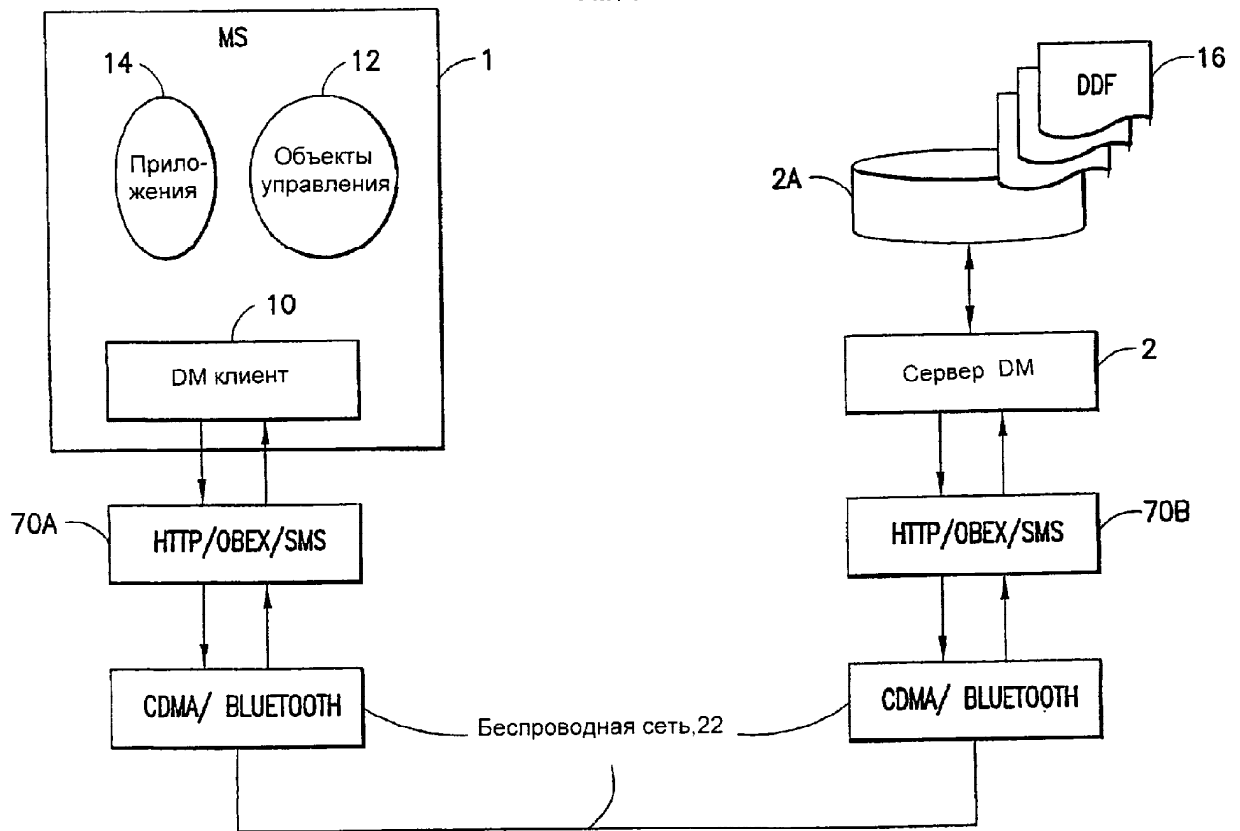 MS
14
12
1
Прило-
жения
Объекты
управления
10
DM клиент
70A
HTTP/OBEX/SMS
CDMA/ BLUETOOTH
Беспроводная сеть,22
DDF
16
2A
Сервер DM
2
70B
HTTP/OBEX/SMS
CDMA/ BLUETOOTH